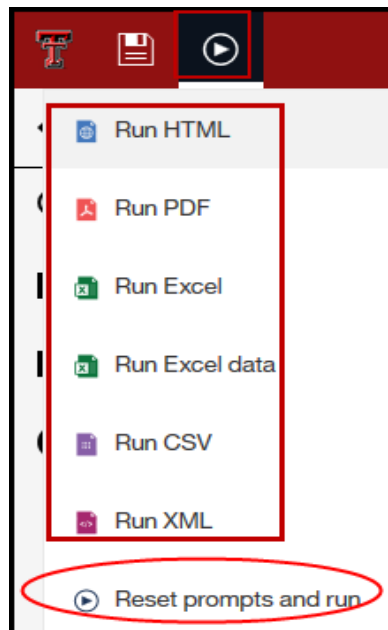 Run HTML
Run PDF
Run Excel
Run Excel data
Run CSV
Run XML
Reset prompts and run